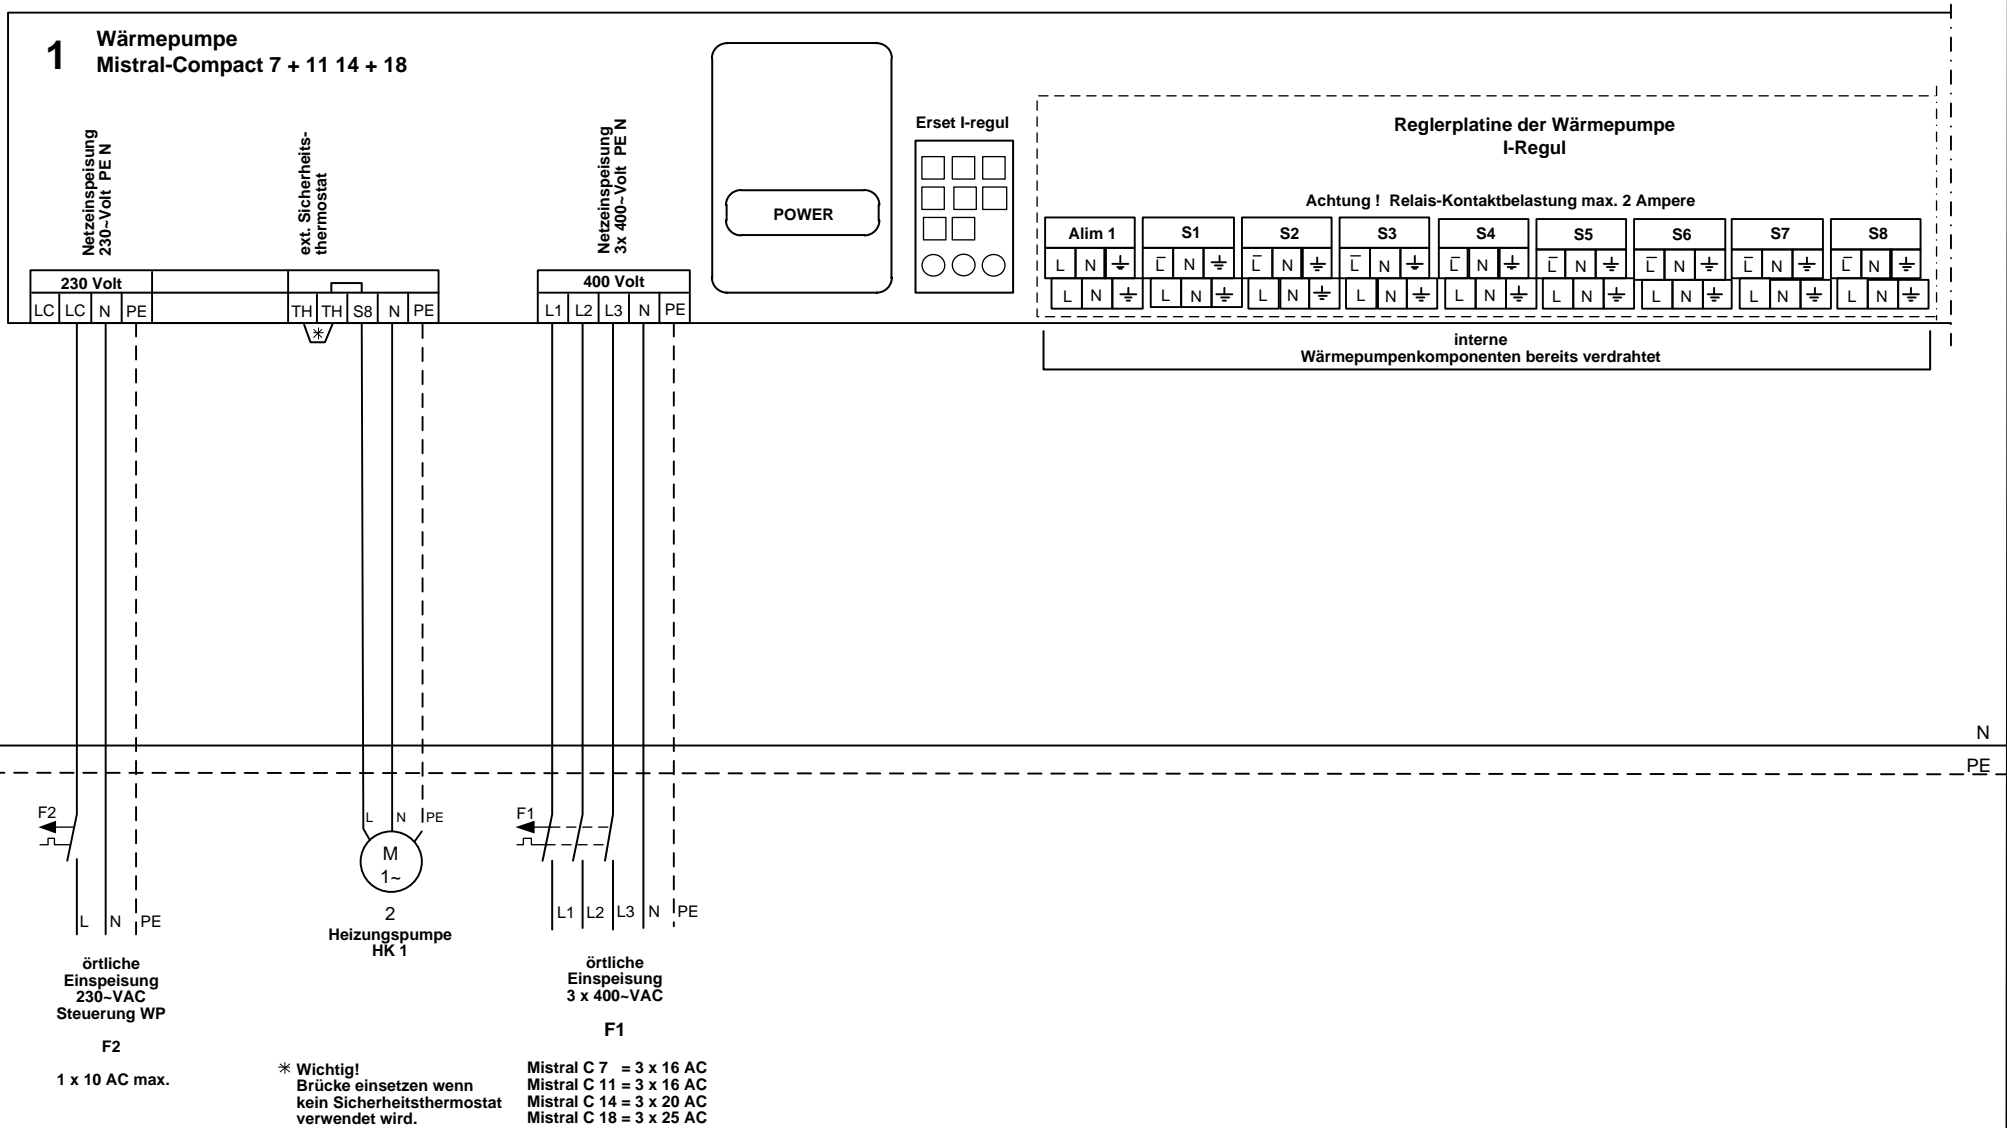 1
Wärmepumpe
Mistral-Compact 7 + 11 14 + 18
Netzeinspeisung
230~Volt PE N
ext. Sicherheits-
thermostat
Netzeinspeisung
3x 400~Volt PE N
POWER
Erset I-regul
Reglerplatine der Wärmepumpe
I-Regul
Achtung ! Relais-Kontaktbelastung max. 2 Ampere
Alim 1 S1 S2 S3 S4 S5 S6 S7 S8
L N L N L N L N L N L N L N L N L N
L N L N L N L N L N L N L N L N L N
230 Volt
LC LC N PE
TH TH S8 N PE
400 Volt
L1 L2 L3 N PE
interne
Wärmepumpenkomponenten bereits verdrahtet
N
PE
F2
L N PE
M
1~
F1
L N PE
2
Heizungspumpe
HK 1
L1 L2 L3 N PE
örtliche
Einspeisung
230~VAC
Steuerung WP
F2
1 x 10 AC max.
örtliche
Einspeisung
3 x 400~VAC
F1
Wichtig!
Brücke einsetzen wenn
kein Sicherheitsthermostat
verwendet wird.
Mistral C 7 = 3 x 16 AC
Mistral C 11 = 3 x 16 AC
Mistral C 14 = 3 x 20 AC
Mistral C 18 = 3 x 25 AC